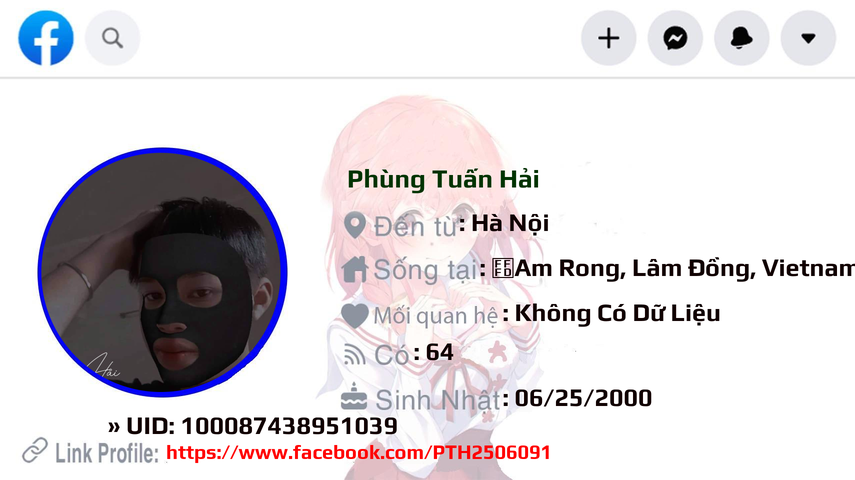 Phùng Tuấn Hải
Đến từ: Hà Nội
Sống tại: Am Rong, Lâm Đồng, Vietnam
Mối quan hệ: Không Có Dữ Liệu
Có: 64
Sinh Nhật: 06/25/2000
Hải
» UID: 100087438951039
Link Profile: https://www.facebook.com/PTH2506091